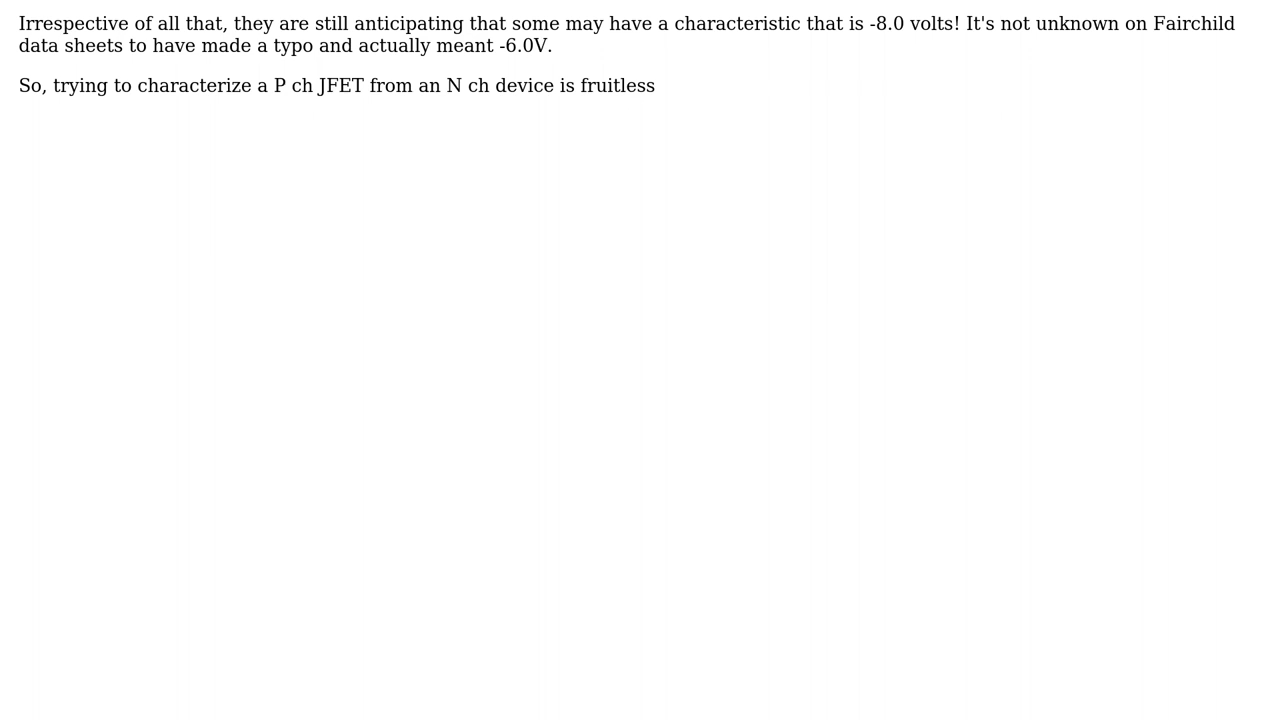 Irrespective of all that, they are still anticipating that some may have a characteristic that is -8.0 volts! It's not unknown on Fairchild
data sheets to have made a typo and actually meant -6.0V.
So, trying to characterize a P ch JFET from an N ch device is fruitless